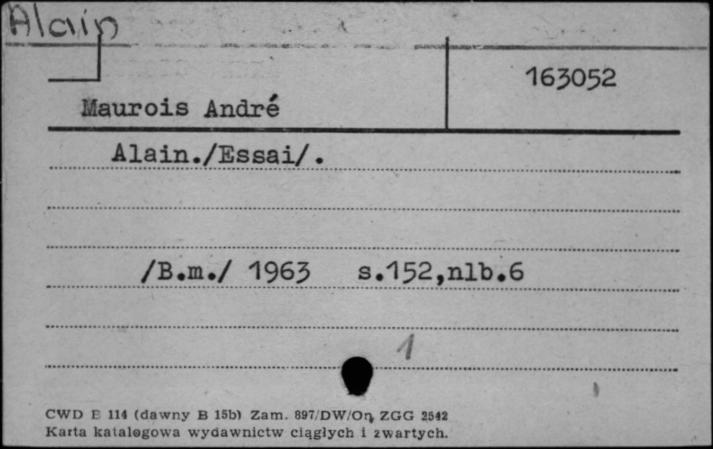 Alain
163052
Maurois André
Alain./Essai/.
/B.m./ 1963 s.152,nlb.6
1
CWD E 114 (dawny B 15b) Zam. 897/DW/On ZGG 2542
Karta katalogowa wydawnictw ciągłych i zwartych.